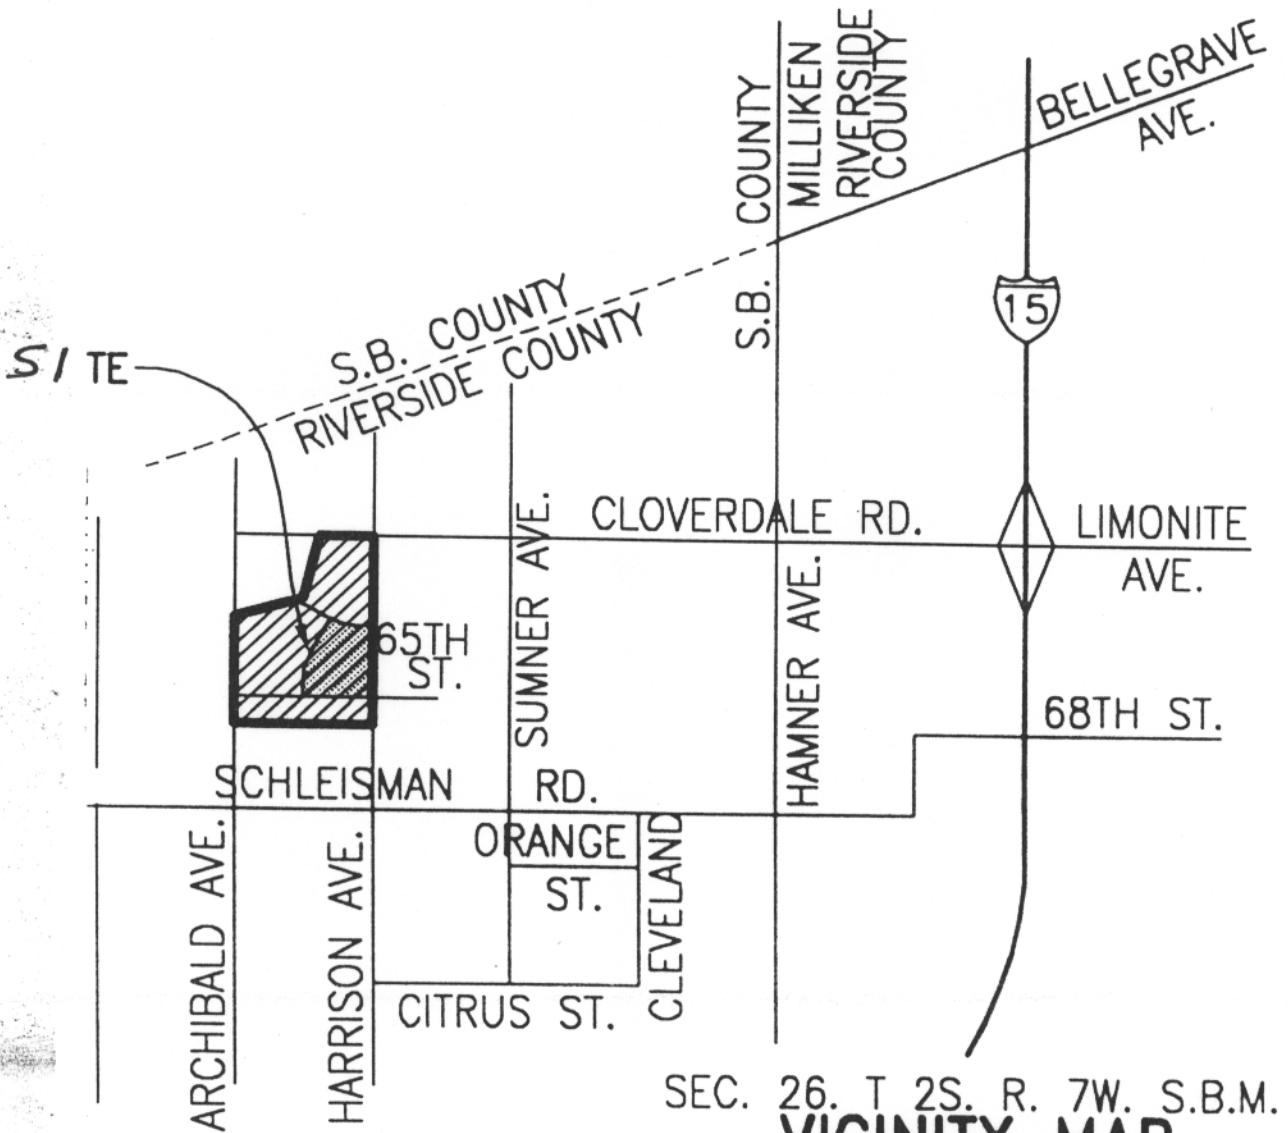 BELLEGRAVE
AVE.
S.B. COUNTY
MILLIKEN
RIVERSIDE
COUNTY
15
S.B. COUNTY
RIVERSIDE COUNTY
SITE
CLOVERDALE RD.
LIMONITE
AVE.
SUMNER AVE.
HAMNER AVE.
65TH
ST.
68TH ST.
SCHLEISMAN RD.
ORANGE
ST.
CLEVELAND
ARCHIBALD AVE.
HARRISON AVE.
CITRUS ST.
SEC. 26. T 2S. R. 7W. S.B.M.
VICINITY MAP